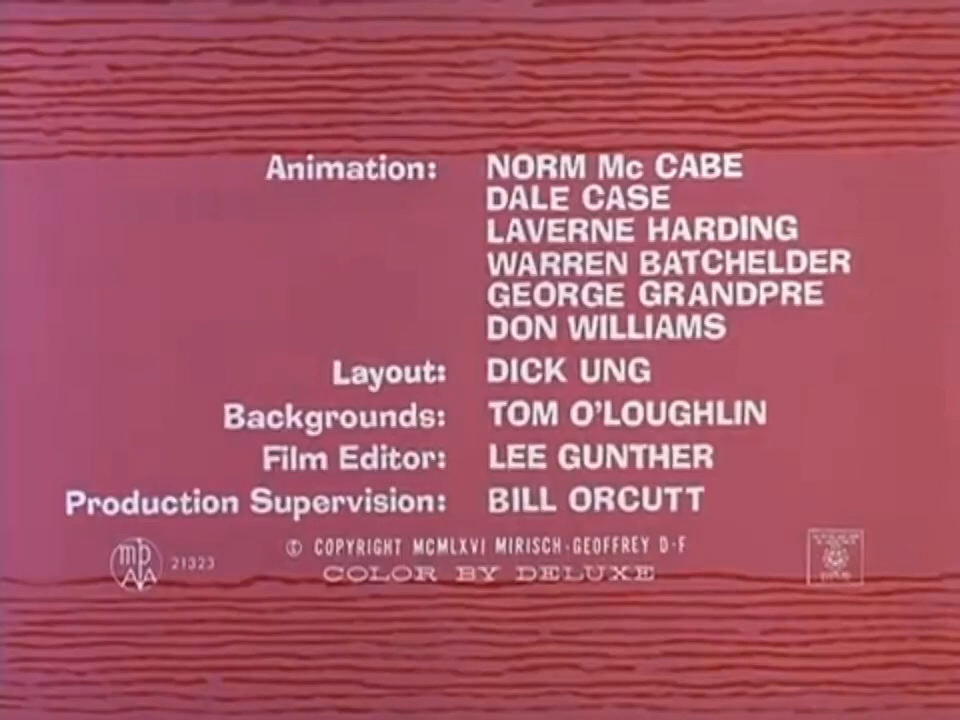 Animation: NORM Mc CABE
DALE CASE
LAVERNE HARDING
WARREN BATCHELDER
GEORGE GRANDPRE
DON WILLIAMS
Layout: DICK UNG
Backgrounds: TOM O'LOUGHLIN
Film Editor: LEE GUNTHER
Production Supervision: BILL ORCUTT
© COPYRIGHT MCMLXVI MIRISCH-GEOFFREY D-F
mpAA 21323
COLOR BY DELUXE